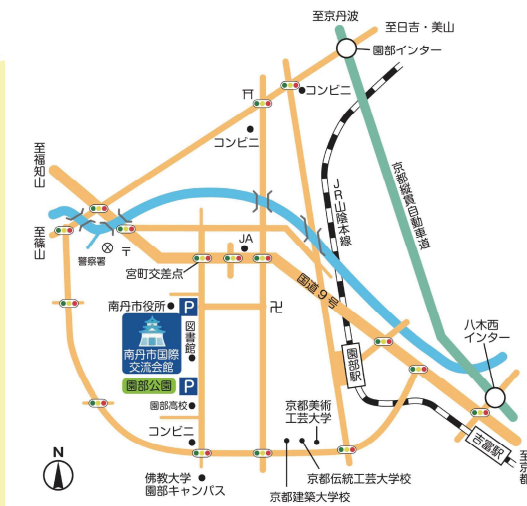 至京丹波
至日吉・美山
園部インター
コンビニ
コンビニ
至福知山
至篠山
警察署
〒
宮町交差点
JA
JR山陰本線
京都縦貫自動車道
国道9号
南丹市役所
P
図書館
南丹市国際
交流会館
園部公園
P
園部高校
コンビニ
園部駅
八木西
インター
京都美術
工芸大学
吉富駅
至京都
佛教大学
園部キャンパス
京都伝統工芸大学校
京都建築大学校
N